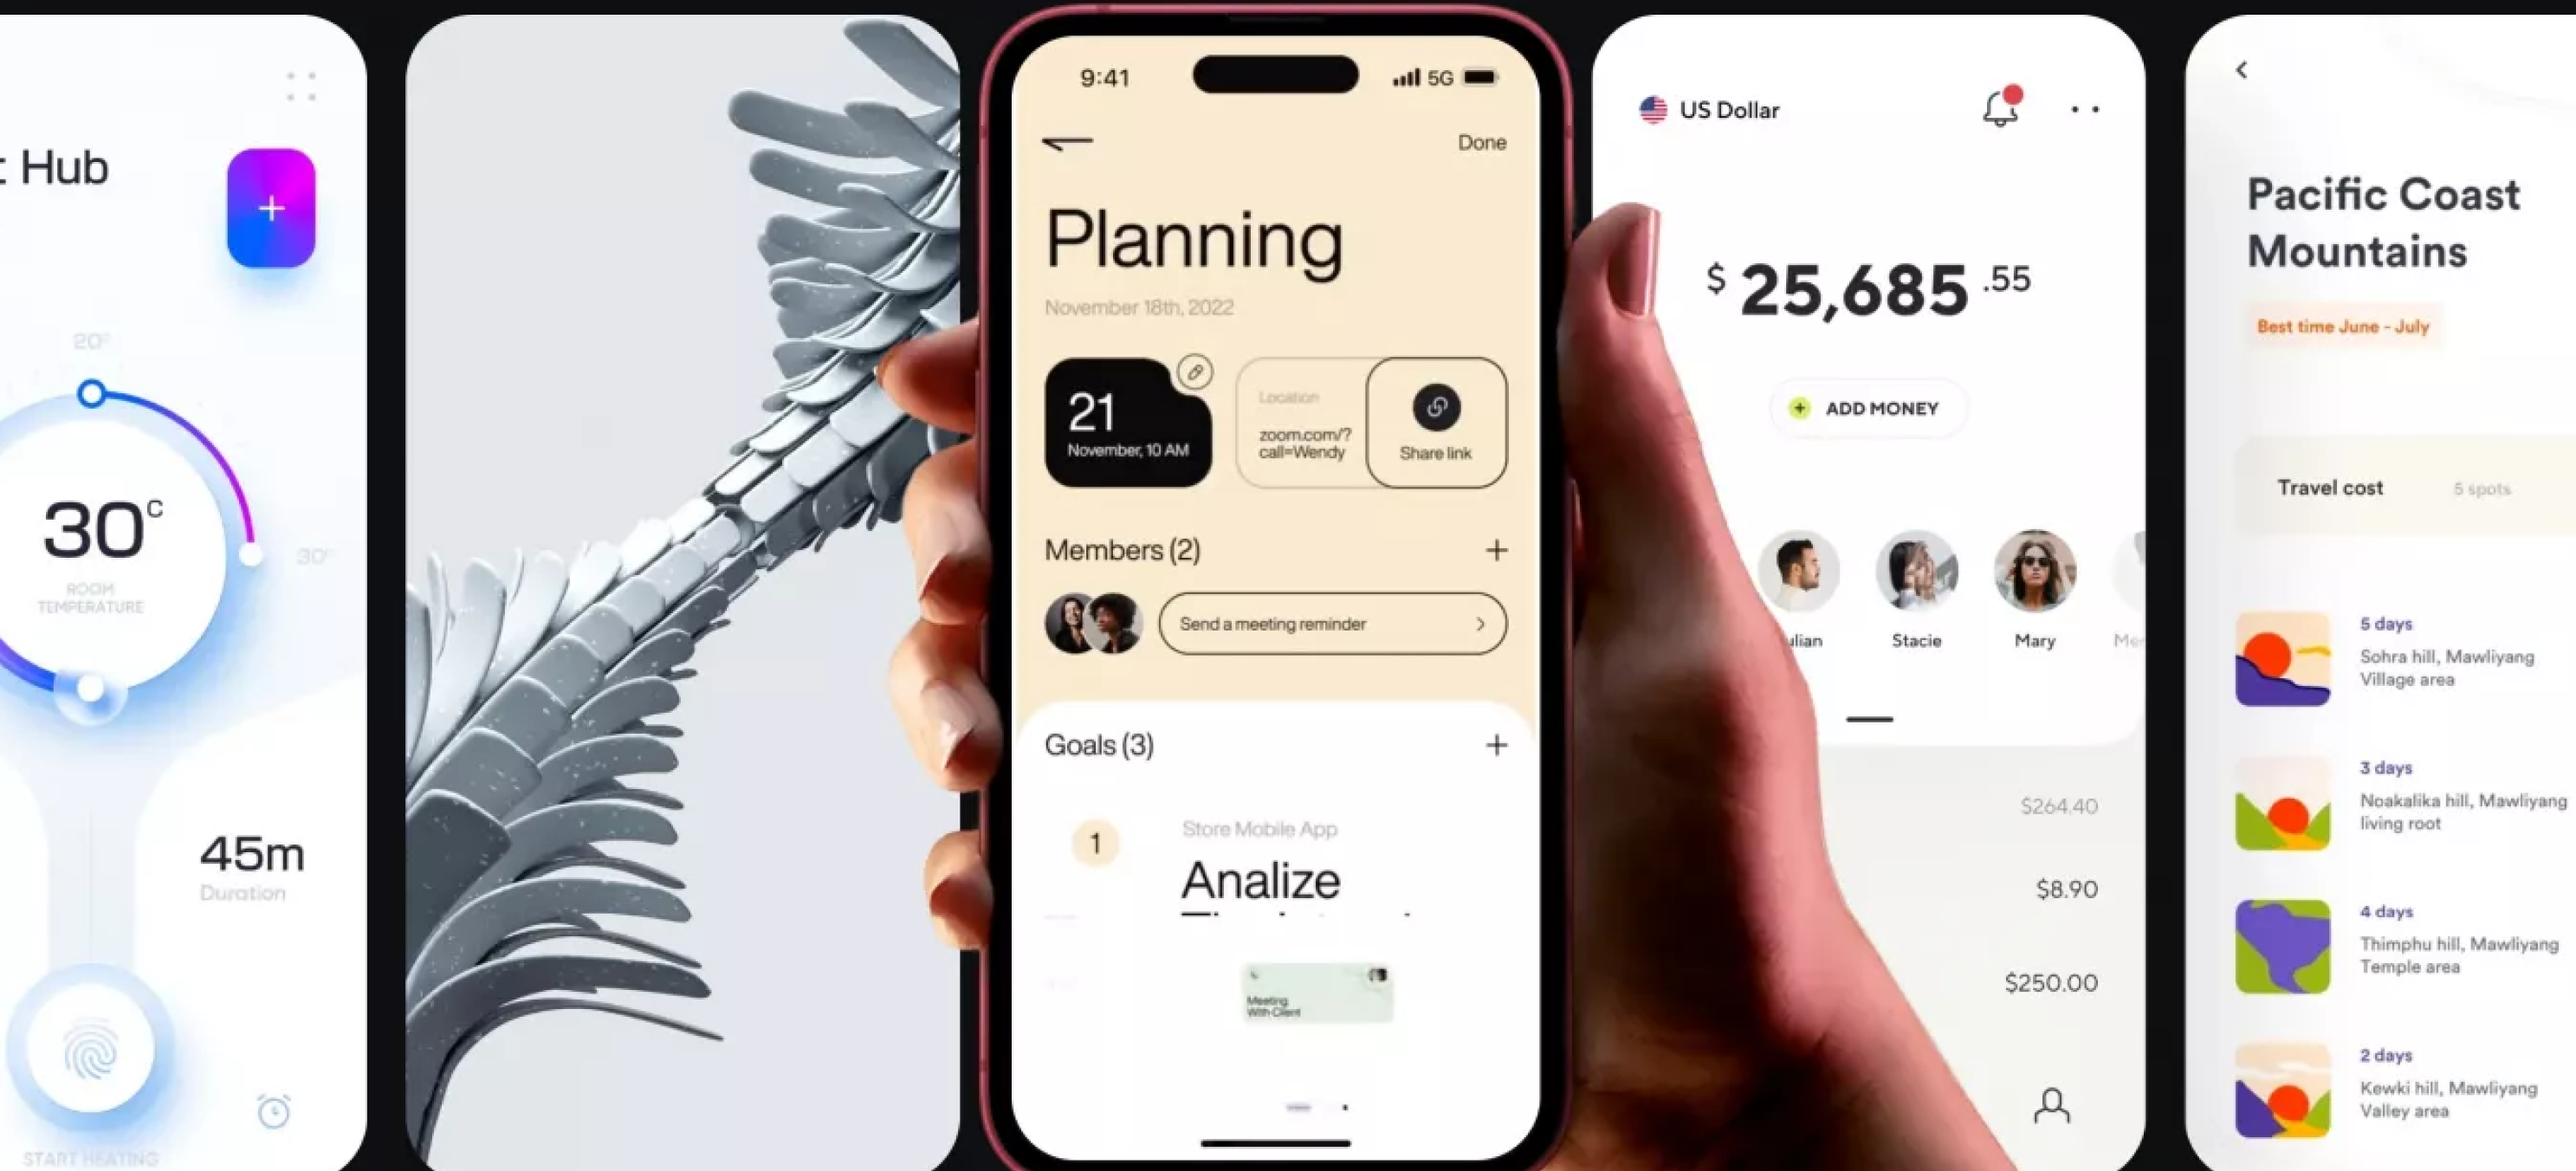 Hub
+
20°
30°
30C
ROOM
TEMPERATURE
45m
Duration
START HEATING
9:41
5G
Done
Planning
November 18th, 2022
21
November, 10 AM
Location
zoom.com/?
call=Wendy
Share link
Members (2)
Send a meeting reminder
Goals (3)
1
Store Mobile App
Analize
Meeting
With Client
US Dollar
$ 25,685.55
ADD MONEY
Stacie
Mary
$264.40
$8.90
$250.00
Pacific Coast
Mountains
Best time June - July
Travel cost
5 spots
5 days
Sohra hill, Mawliyang
Village area
3 days
Noakalika hill, Mawliyang
living root
4 days
Thimphu hill, Mawliyang
Temple area
2 days
Kewki hill, Mawliyang
Valley area